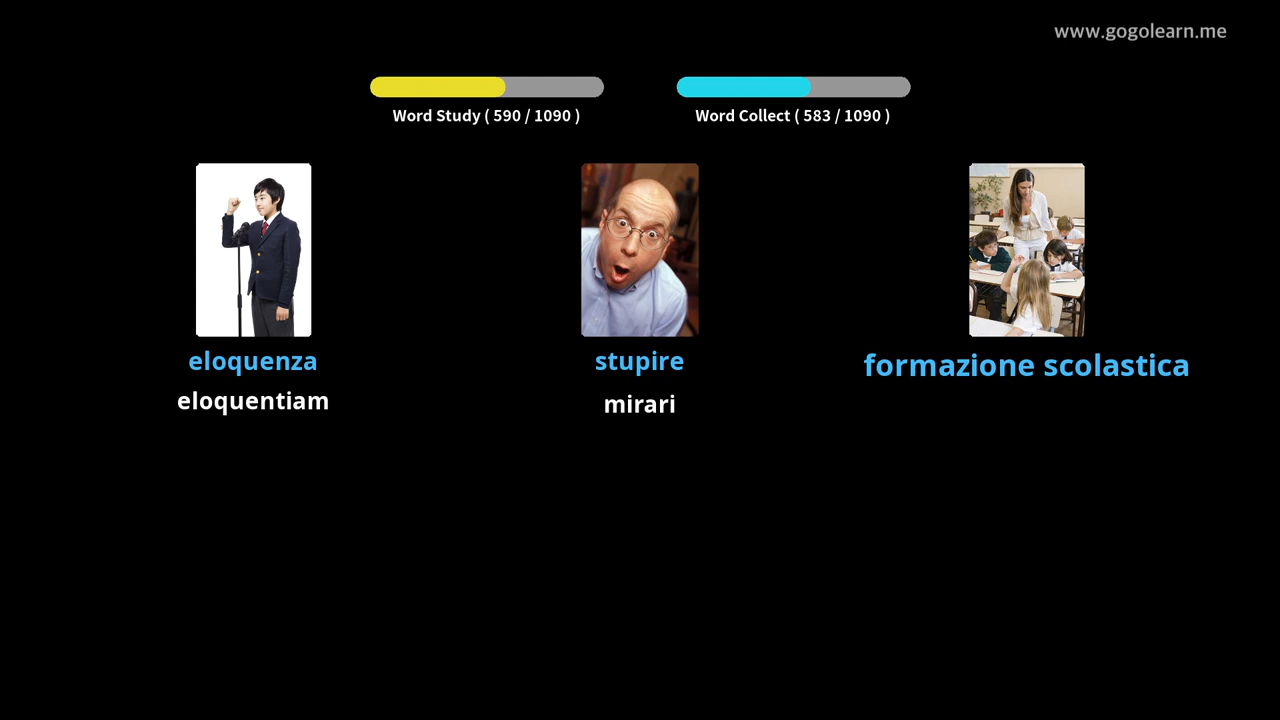 www.gogolearn.me
Word Study ( 590 / 1090 )
Word Collect ( 583 / 1090 )
eloquenza
stupire
formazione scolastica
eloquentiam
mirari